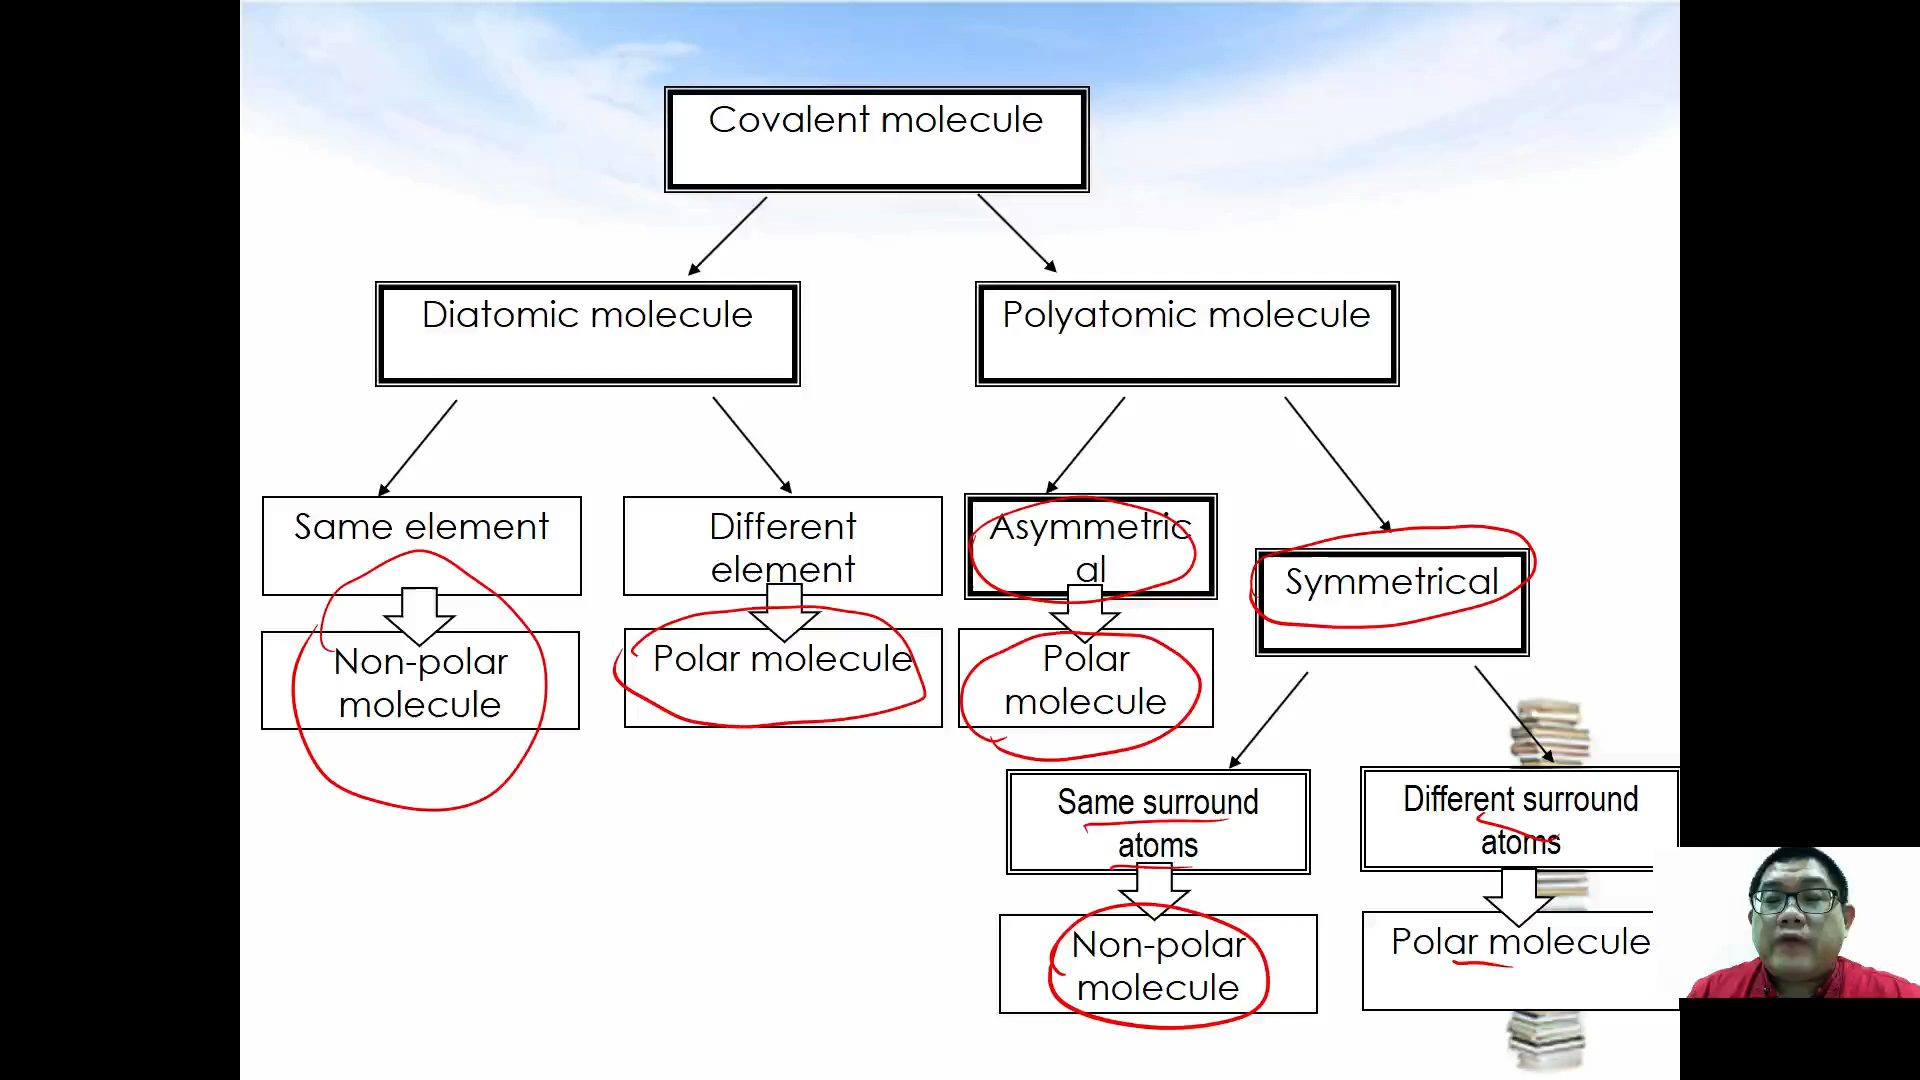 Covalent molecule
Diatomic molecule
Polyatomic molecule
Same element
Different
element
Asymmetric
al
Symmetrical
Non-polar
molecule
Polar molecule
Polar
molecule
Same surround
atoms
Different surround
atoms
Non-polar
molecule
Polar molecule